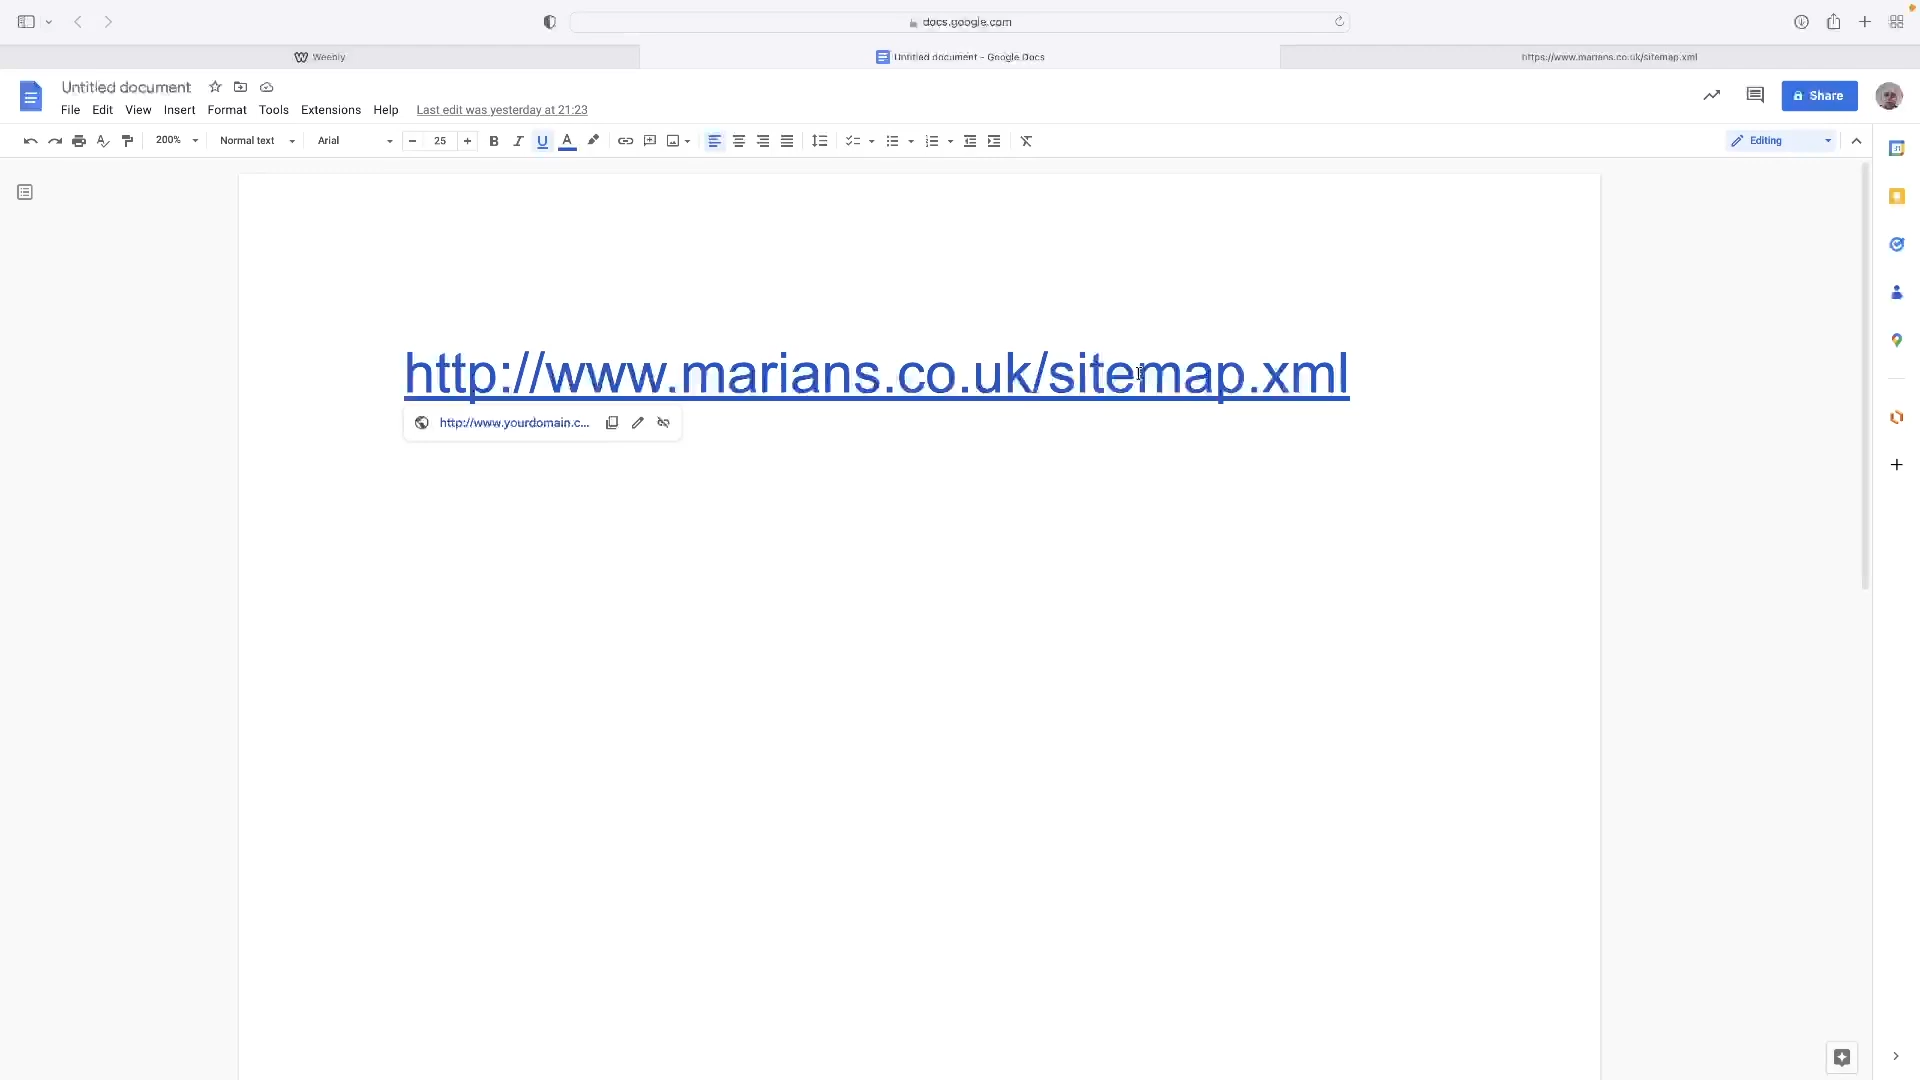 docs.google.com
Weebly
Untitled document - Google Docs
https://www.marians.co.uk/sitemap.xml
Untitled document
File Edit View Insert Format Tools Extensions Help Last edit was yesterday at 21:23
Share
200% Normal text Arial 25 B I U A Editing
31
http://www.marians.co.uk/sitemap.xml
http://www.yourdomain.c...